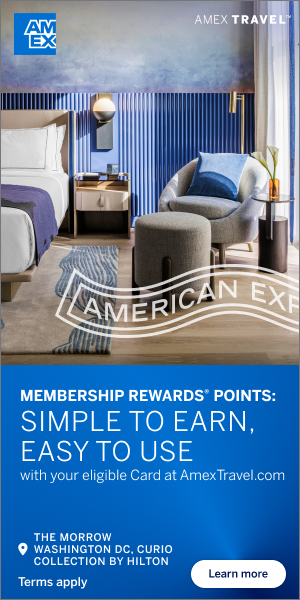 AM
EX
AMEX TRAVEL™
AMERICAN EXP
MEMBERSHIP REWARDS® POINTS:
SIMPLE TO EARN,
EASY TO USE
with your eligible Card at AmexTravel.com
THE MORROW
WASHINGTON DC, CURIO
COLLECTION BY HILTON
Terms apply
Learn more